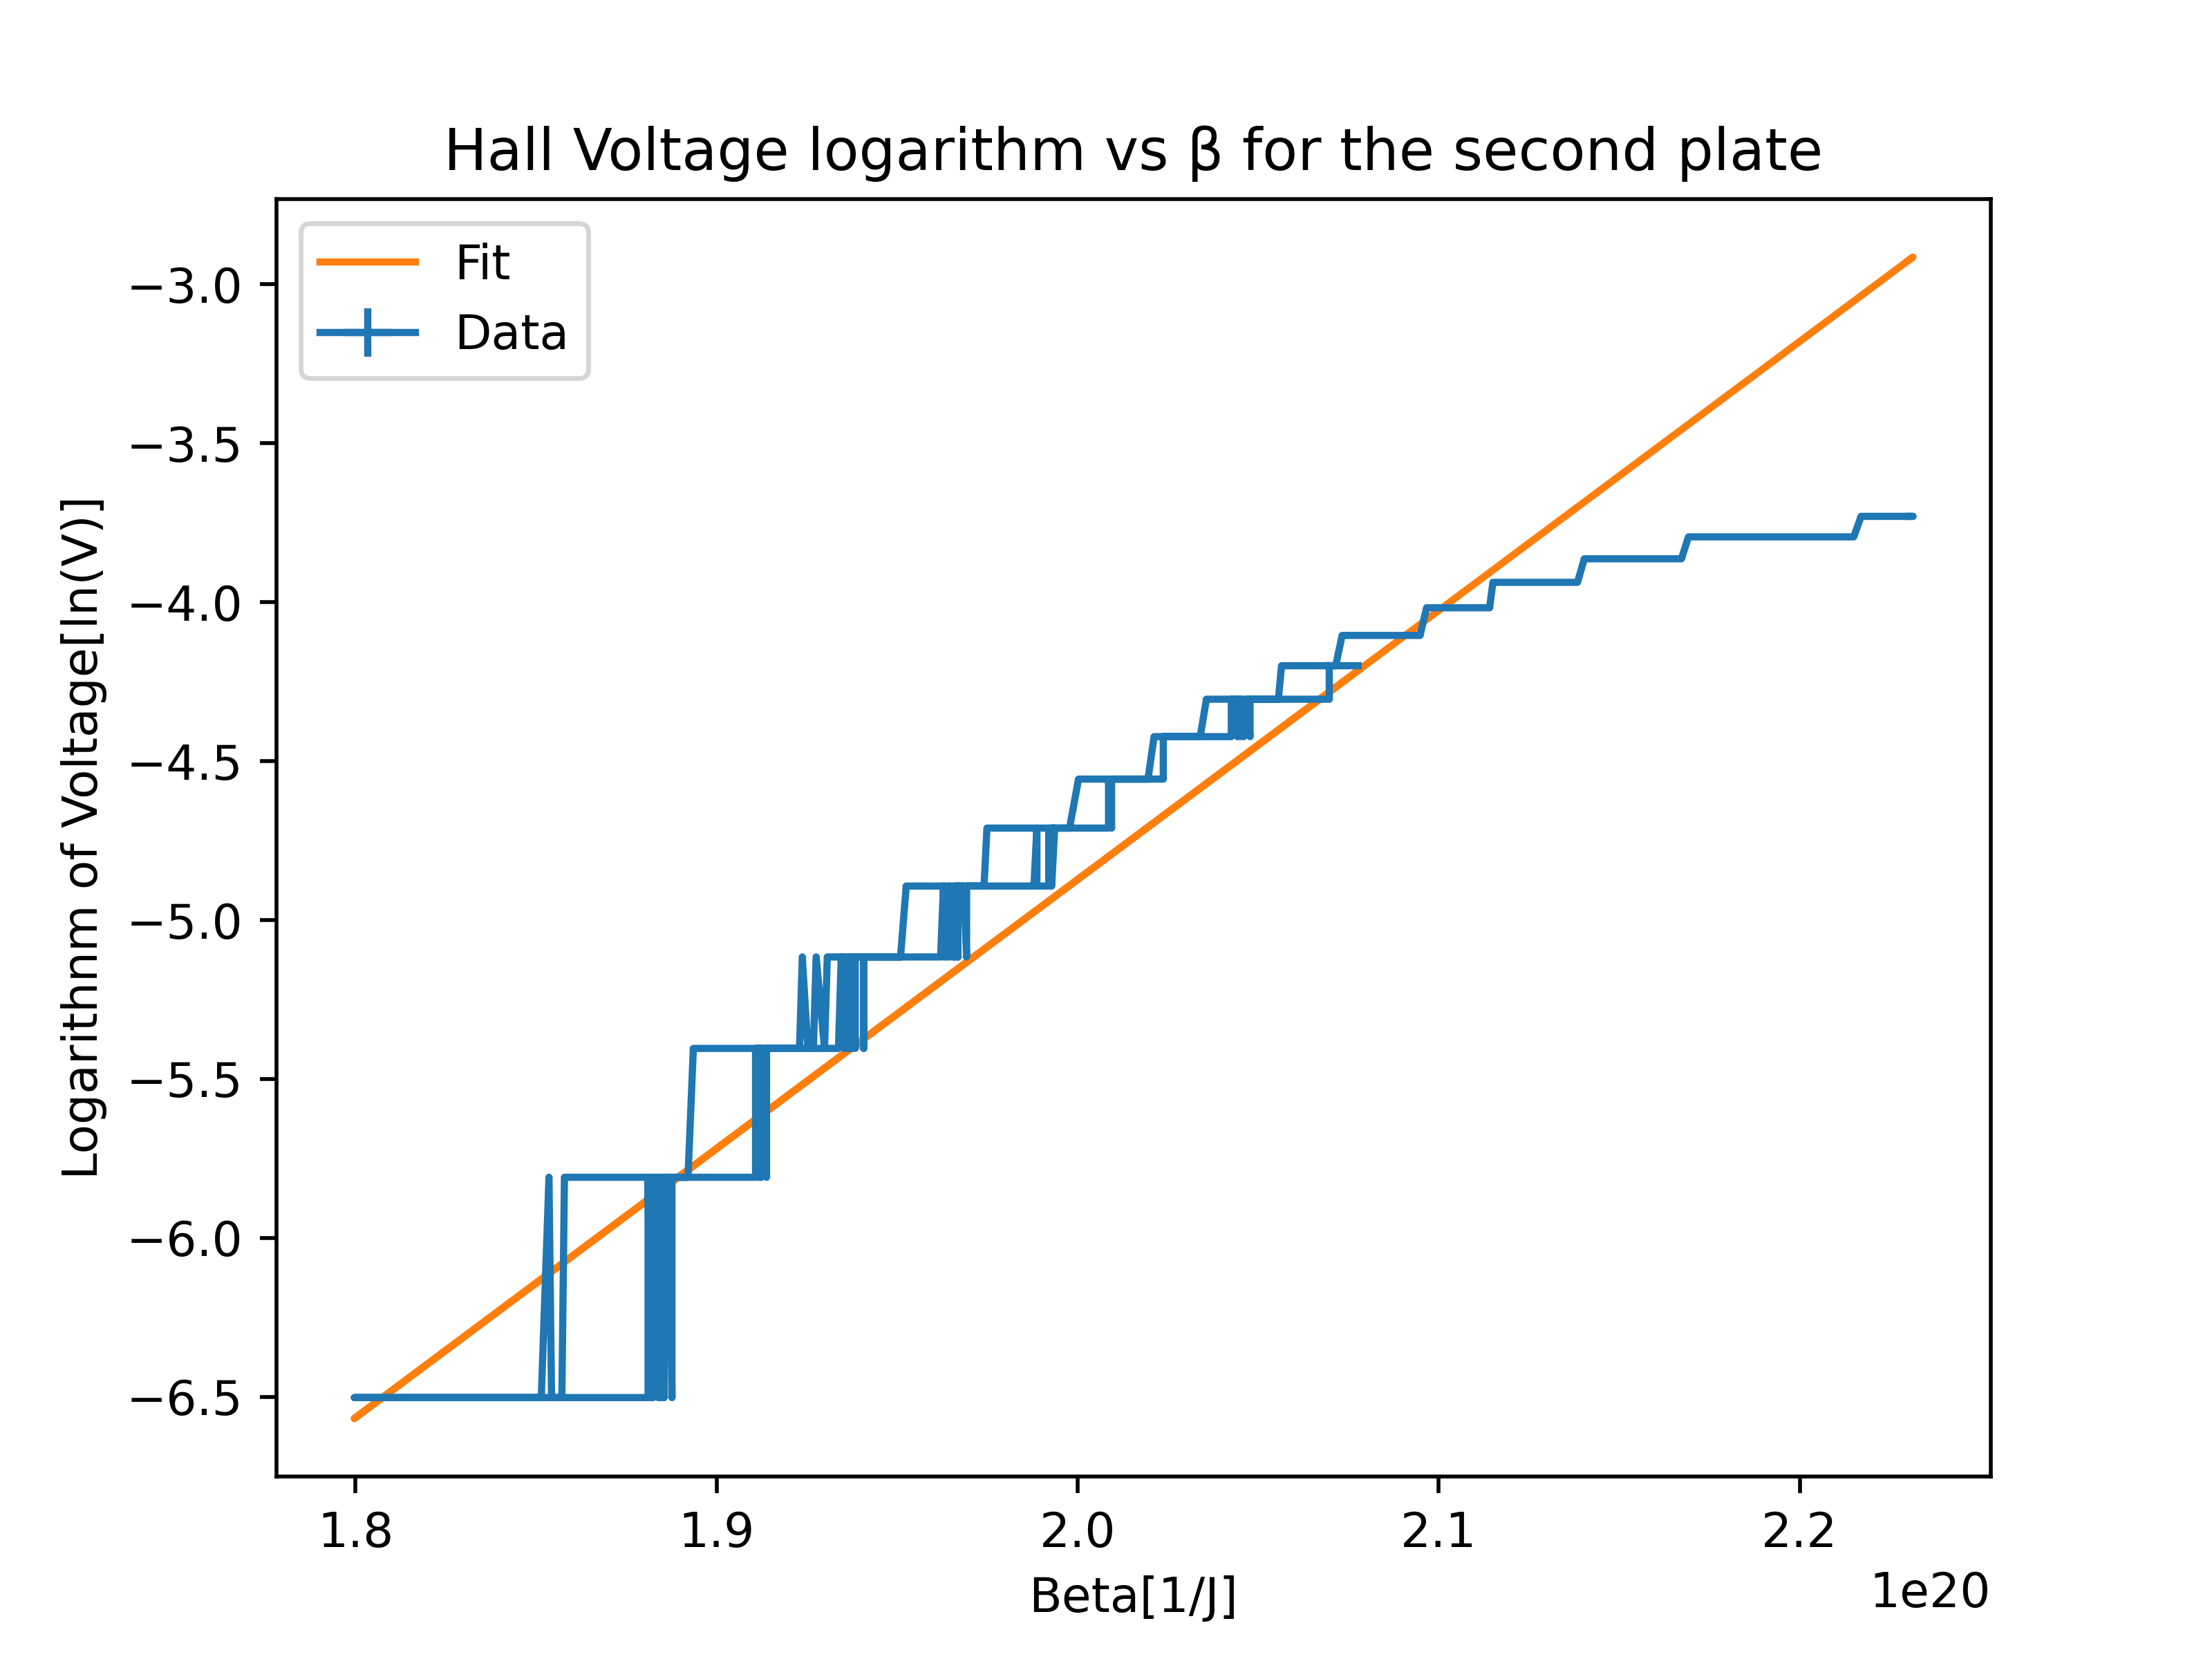 Hall Voltage logarithm vs β for the second plate
Fit
Data
−3.0
−3.5
−4.0
−4.5
−5.0
−5.5
−6.0
−6.5
Logarithnm of Voltage[ln(V)]
1.8
1.9
2.0
2.1
2.2
1e20
Beta[1/J]